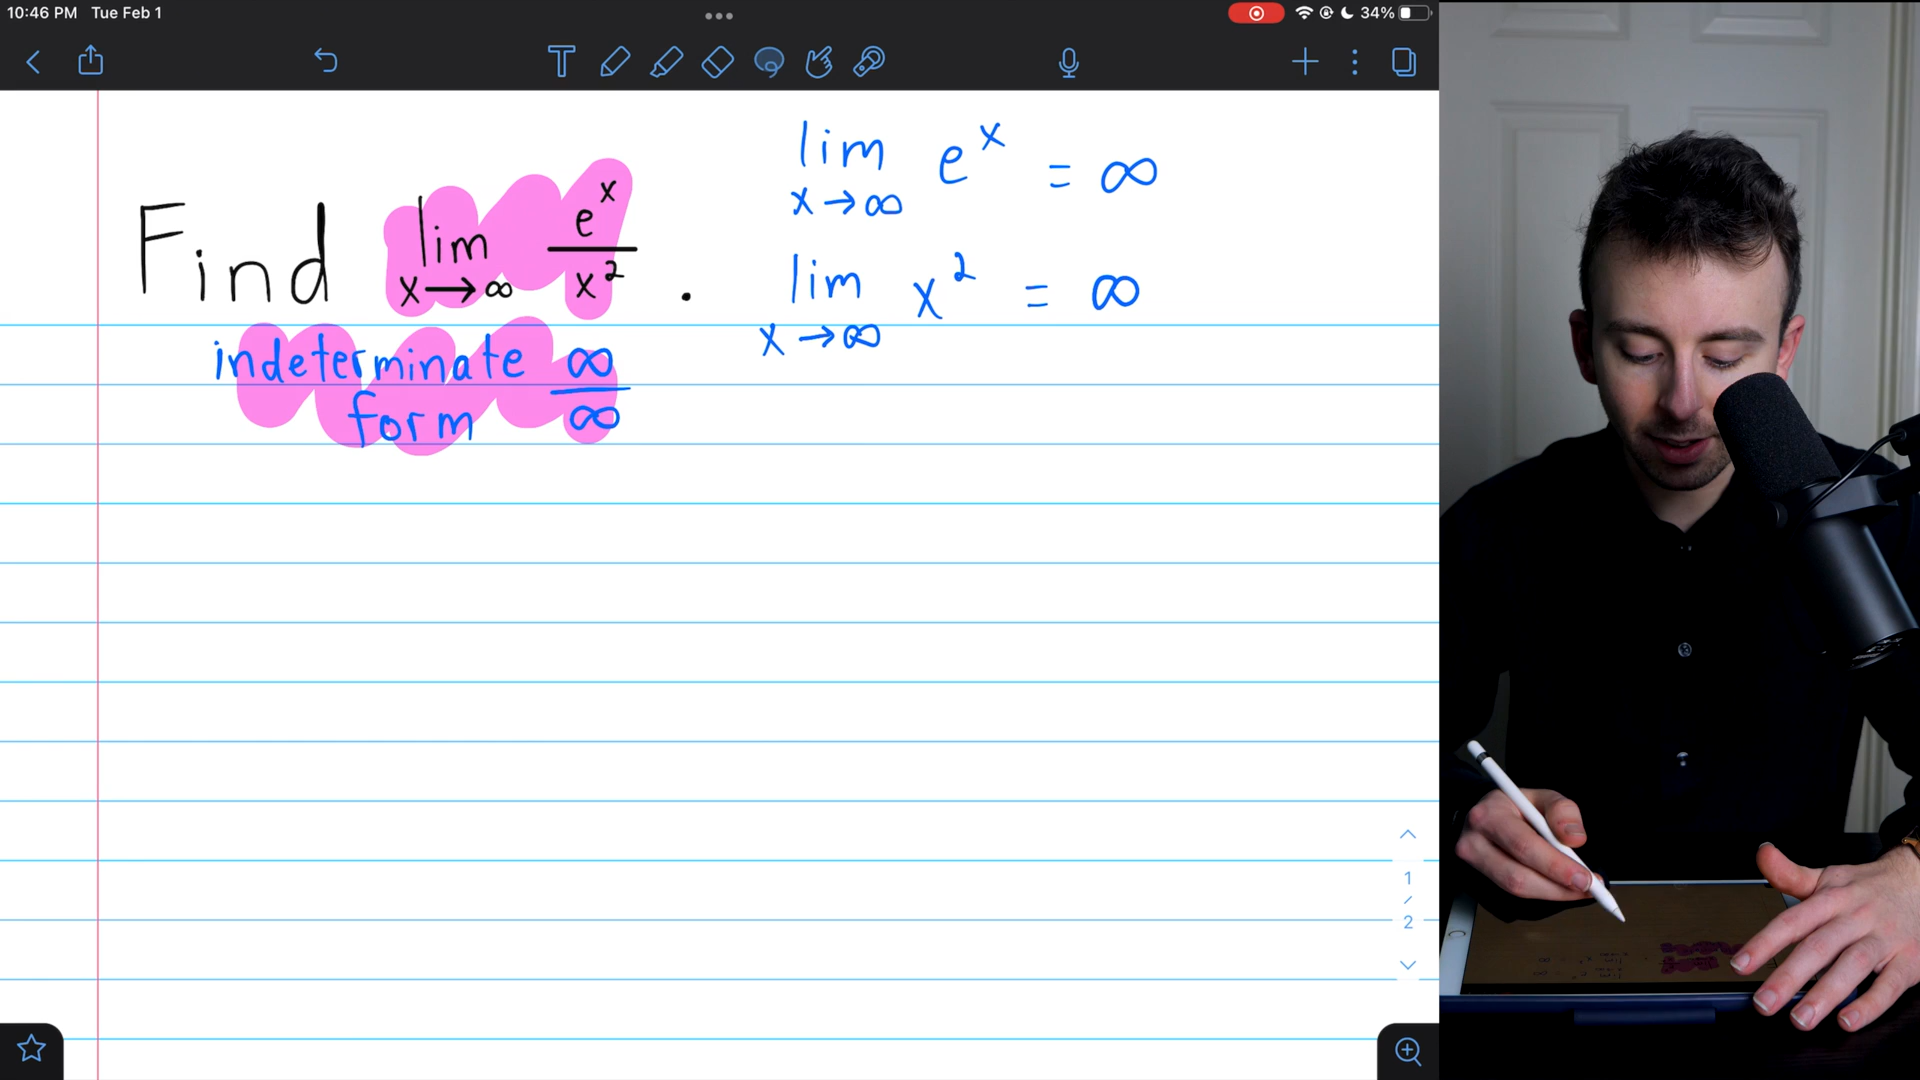 10:46 PM Tue Feb 1
34%
Find lim x→∞ e^x / x^2 .
indeterminate form ∞/∞
lim x→∞ e^x = ∞
lim x→∞ x^2 = ∞
1 / 2